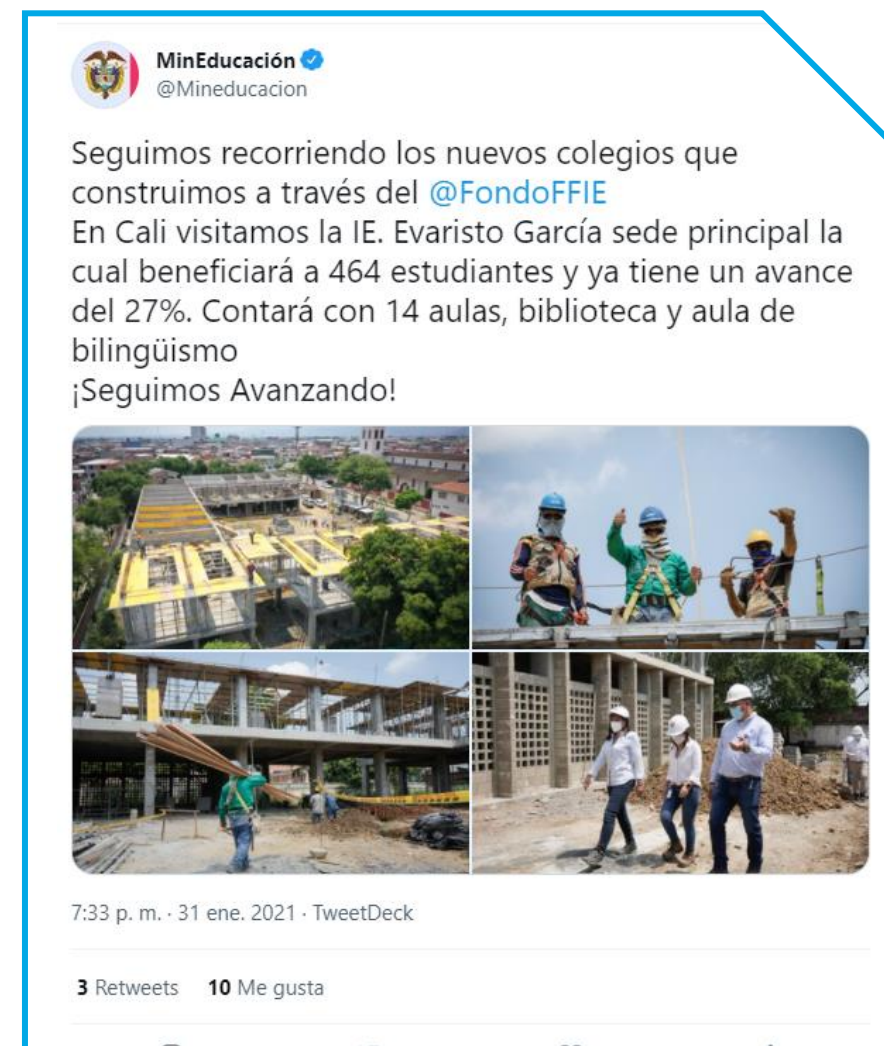 MinEducación
@Mineducacion
Seguimos recorriendo los nuevos colegios que
construimos a través del @FondoFFIE
En Cali visitamos la IE. Evaristo García sede principal la
cual beneficiará a 464 estudiantes y ya tiene un avance
del 27%. Contará con 14 aulas, biblioteca y aula de
bilingüismo
¡Seguimos Avanzando!
7:33 p. m. · 31 ene. 2021 · TweetDeck
3 Retweets 10 Me gusta